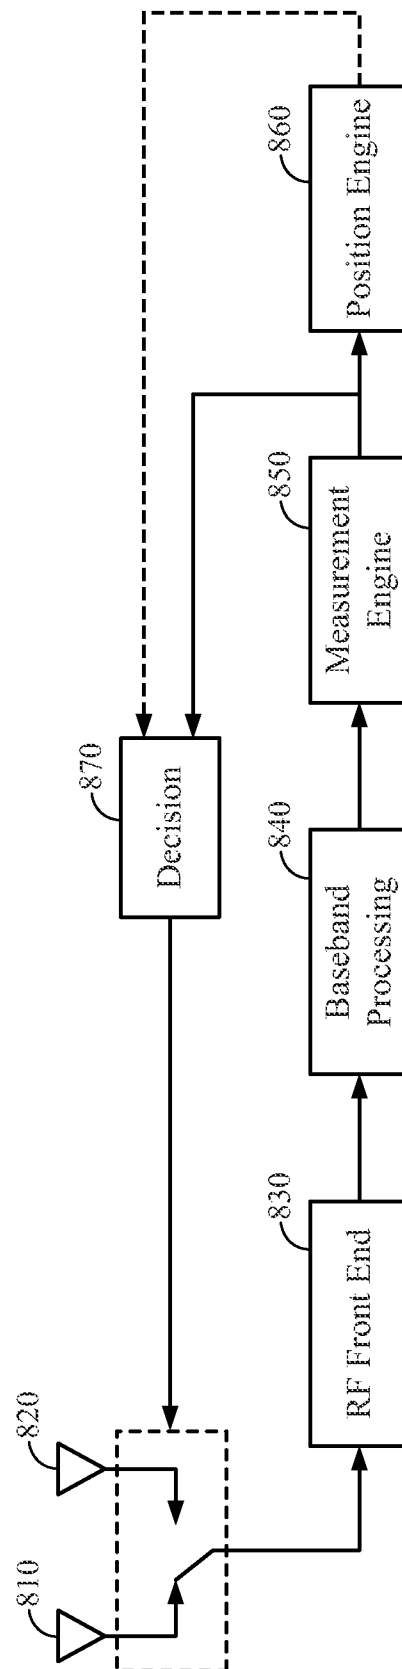 810
820
830
RF Front End
840
Baseband
Processing
850
Measurement
Engine
860
Position Engine
870
Decision